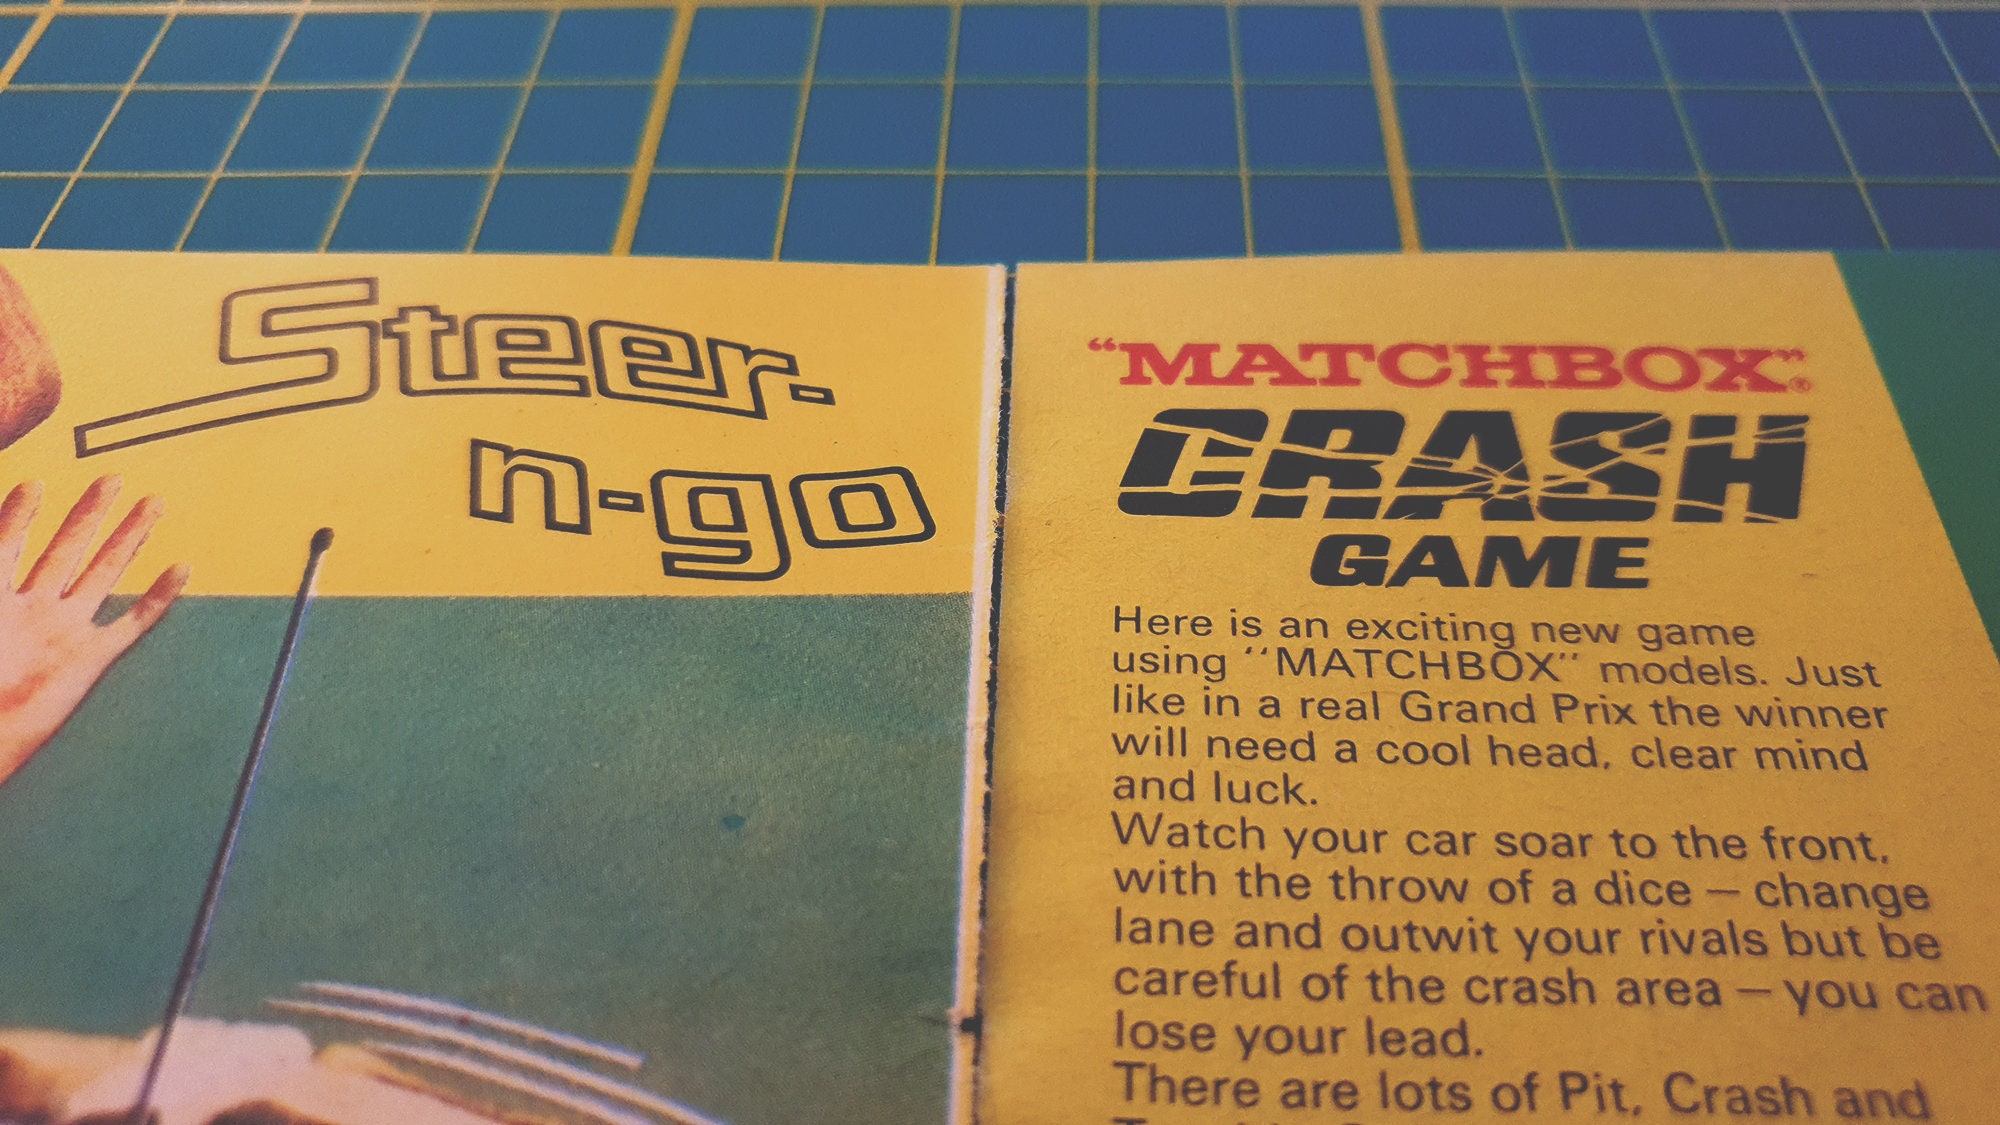 Steer-
n-go
"MATCHBOX"®
CRASH
GAME
Here is an exciting new game
using "MATCHBOX" models. Just
like in a real Grand Prix the winner
will need a cool head, clear mind
and luck.
Watch your car soar to the front,
with the throw of a dice — change
lane and outwit your rivals but be
careful of the crash area — you can
lose your lead.
There are lots of Pit, Crash and